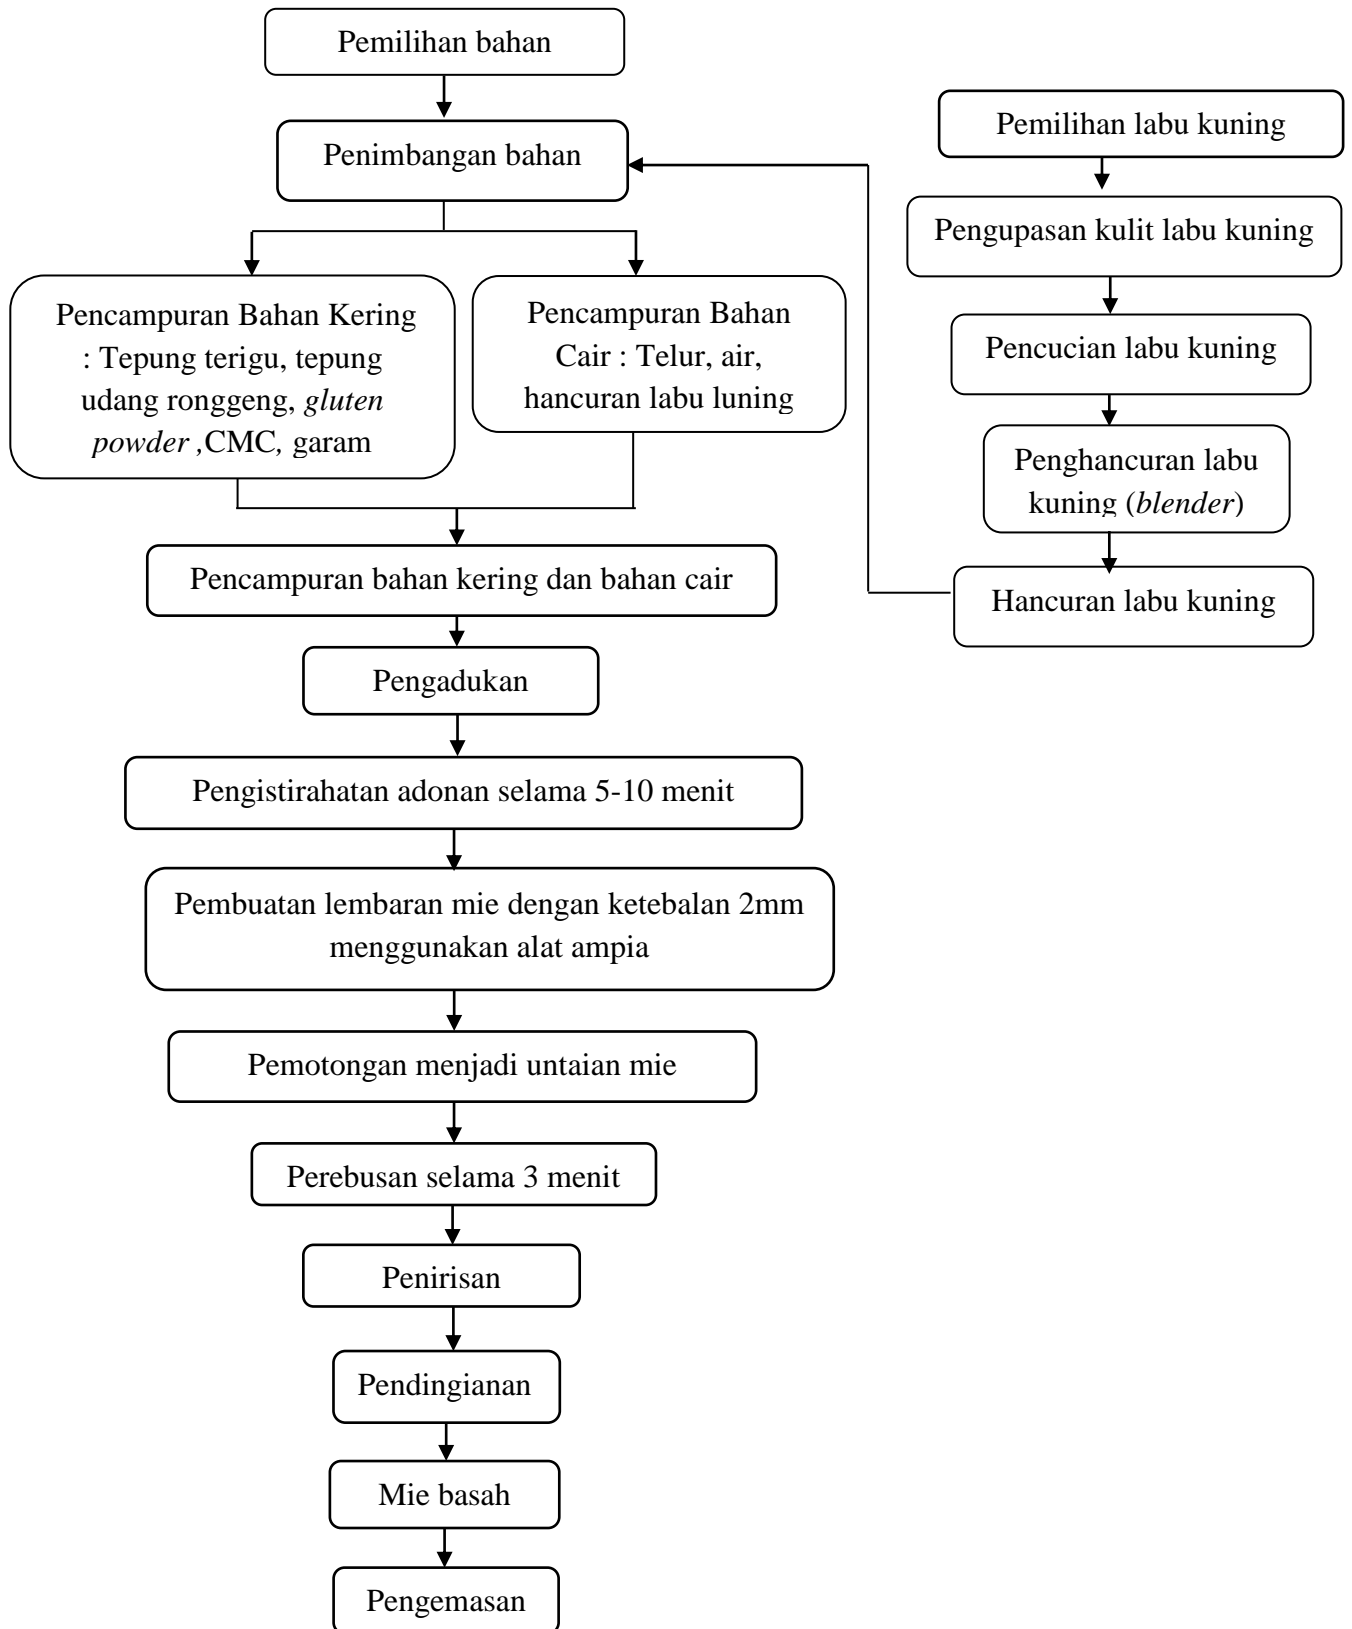 Pemilihan bahan
Penimbangan bahan
Pencampuran Bahan Kering
: Tepung terigu, tepung
udang ronggeng, gluten
powder ,CMC, garam
Pencampuran Bahan
Cair : Telur, air,
hancuran labu luning
Pencampuran bahan kering dan bahan cair
Pengadukan
Pengistirahatan adonan selama 5-10 menit
Pembuatan lembaran mie dengan ketebalan 2mm
menggunakan alat ampia
Pemotongan menjadi untaian mie
Perebusan selama 3 menit
Penirisan
Pendingianan
Mie basah
Pengemasan
Pemilihan labu kuning
Pengupasan kulit labu kuning
Pencucian labu kuning
Penghancuran labu
kuning (blender)
Hancuran labu kuning